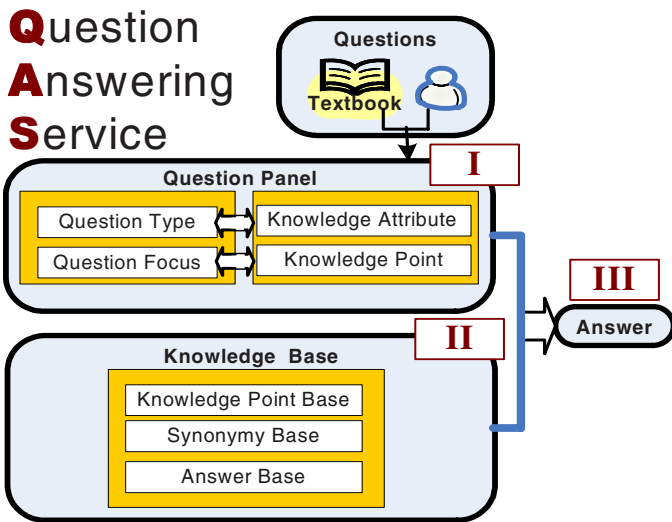 Question
Answering
Service
Questions
Textbook
I
Question Panel
Question Type
Knowledge Attribute
Question Focus
Knowledge Point
III
Answer
II
Knowledge Base
Knowledge Point Base
Synonymy Base
Answer Base